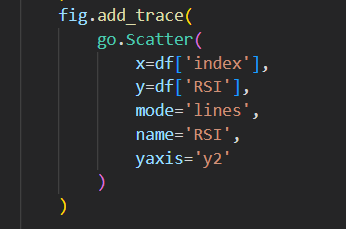 fig.add_trace(
go.Scatter(
x=df['index'],
y=df['RSI'],
mode='lines',
name='RSI',
yaxis='y2'
)
)